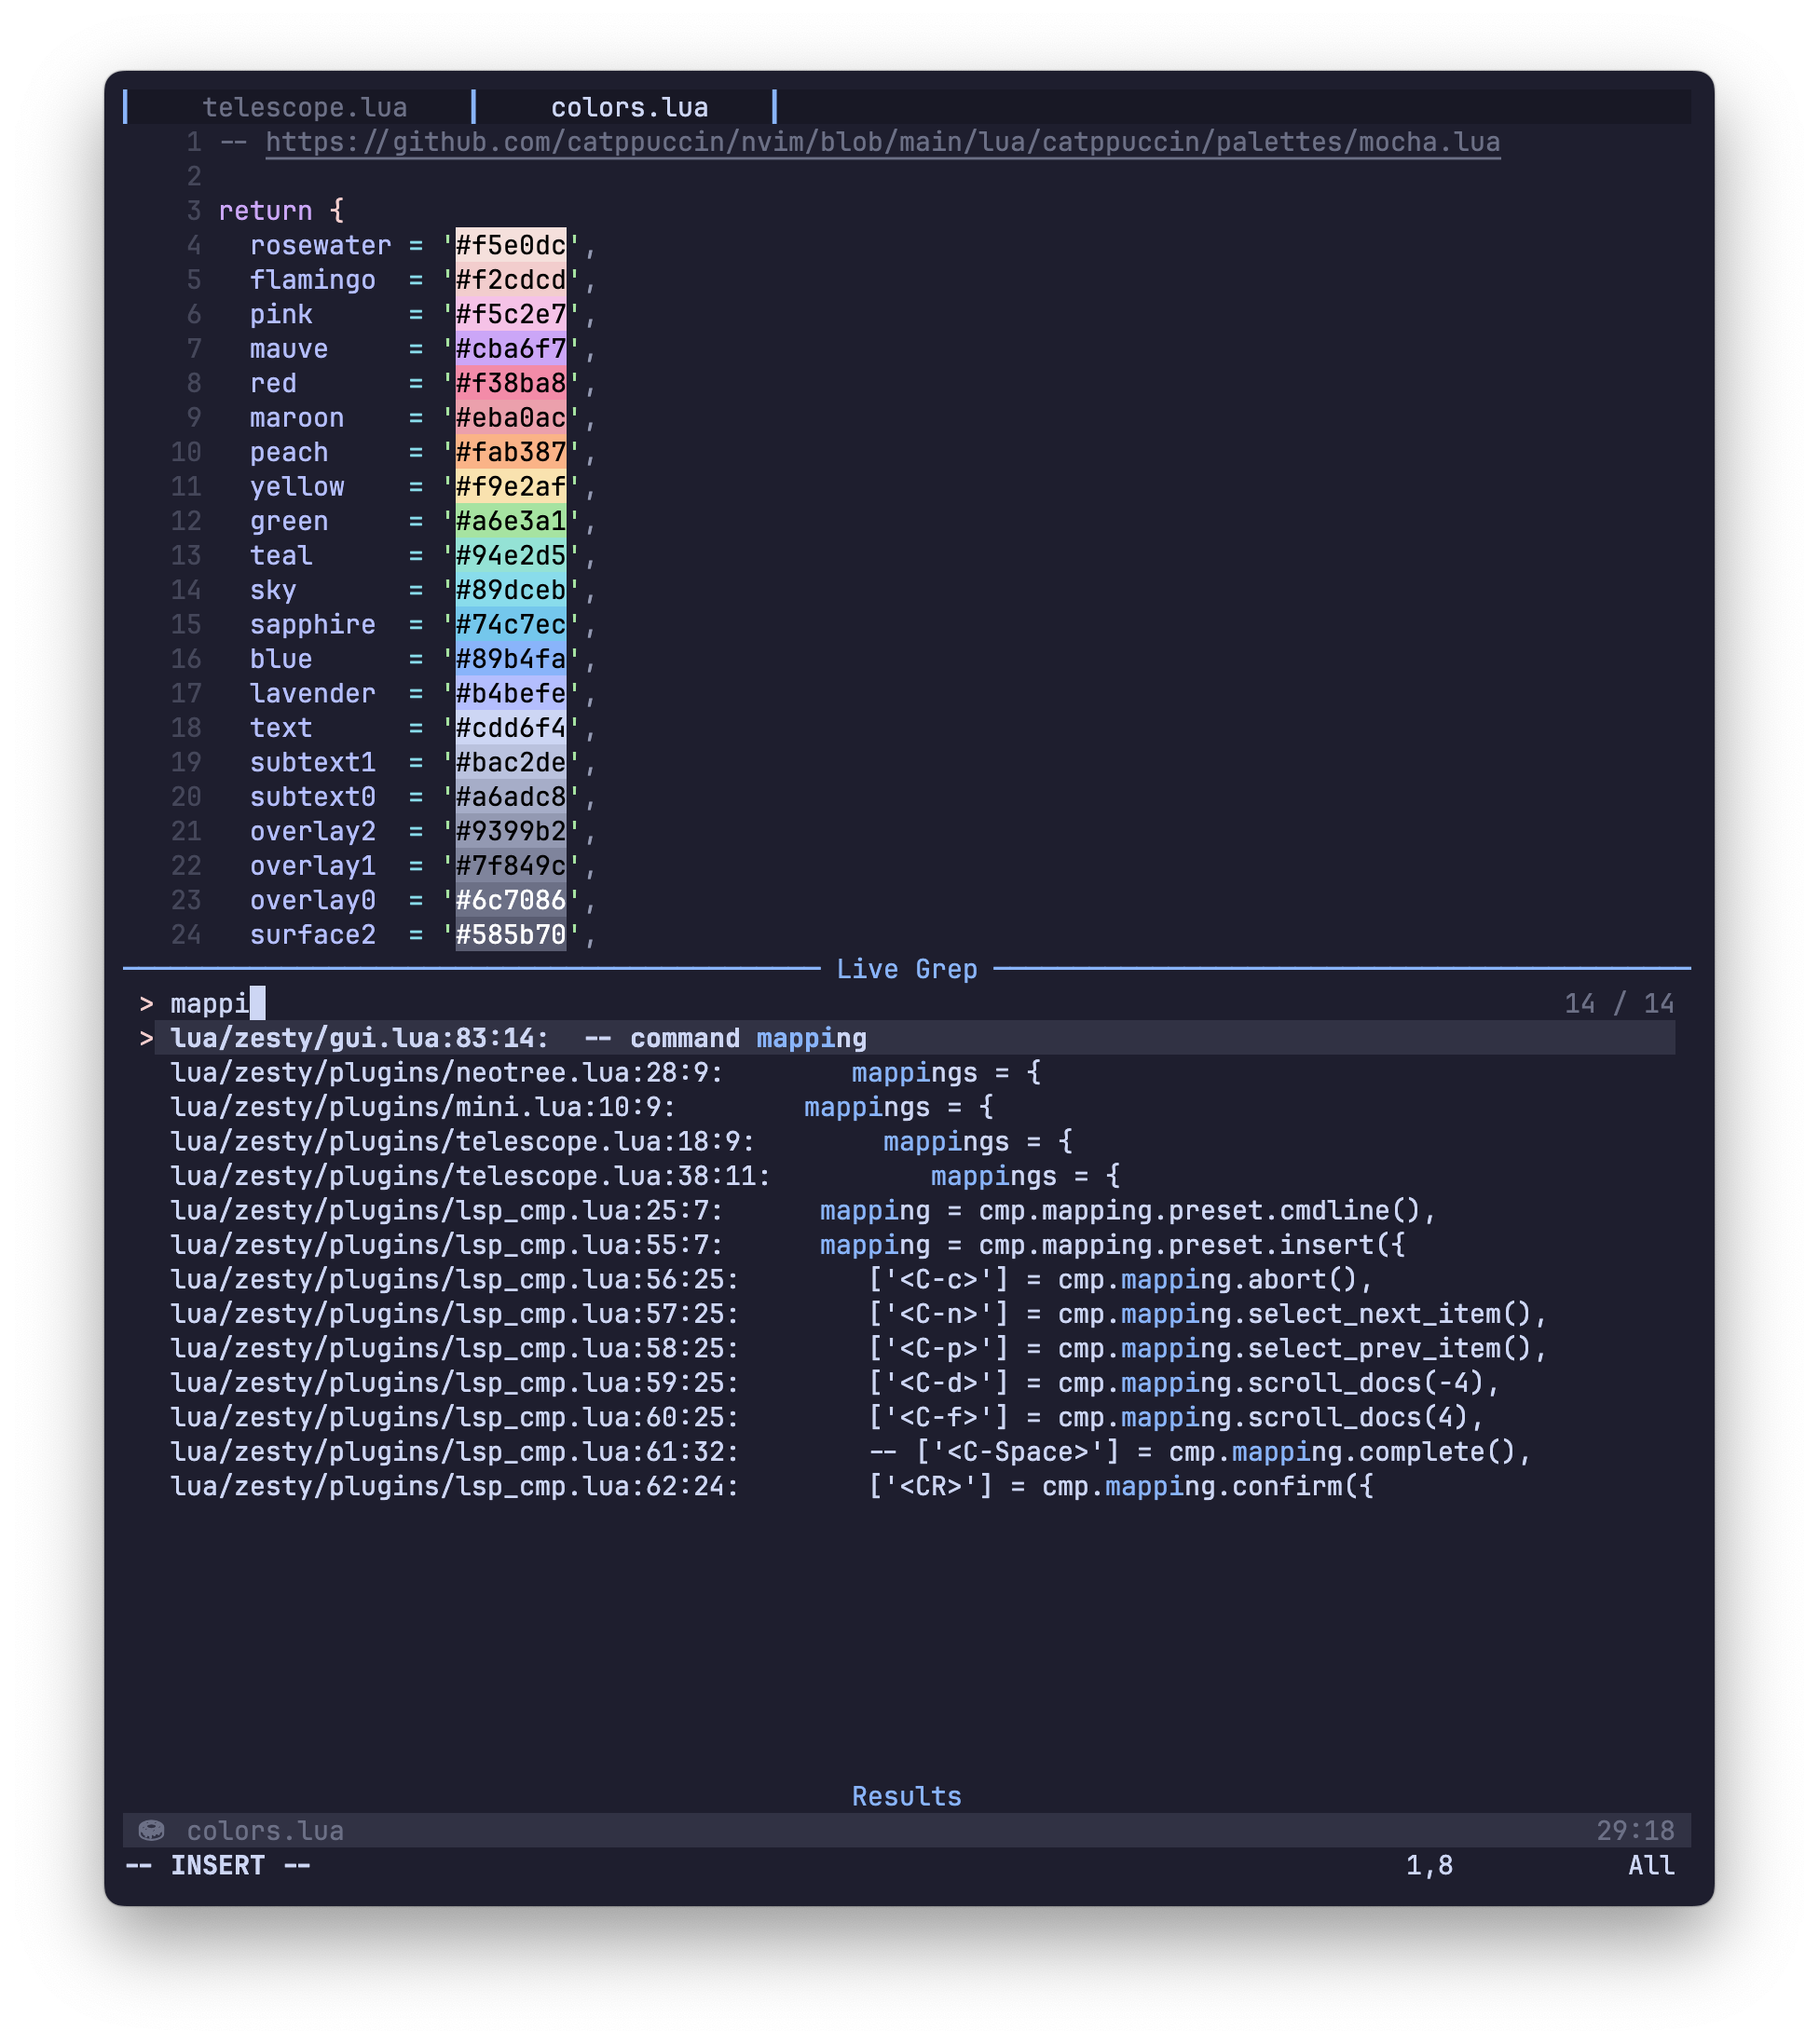 telescope.lua colors.lua
1 -- https://github.com/catppuccin/nvim/blob/main/lua/catppuccin/palettes/mocha.lua
2
3 return {
4   rosewater = '#f5e0dc',
5   flamingo  = '#f2cdcd',
6   pink      = '#f5c2e7',
7   mauve     = '#cba6f7',
8   red       = '#f38ba8',
9   maroon    = '#eba0ac',
10   peach     = '#fab387',
11   yellow    = '#f9e2af',
12   green     = '#a6e3a1',
13   teal      = '#94e2d5',
14   sky       = '#89dceb',
15   sapphire  = '#74c7ec',
16   blue      = '#89b4fa',
17   lavender  = '#b4befe',
18   text      = '#cdd6f4',
19   subtext1  = '#bac2de',
20   subtext0  = '#a6adc8',
21   overlay2  = '#9399b2',
22   overlay1  = '#7f849c',
23   overlay0  = '#6c7086',
24   surface2  = '#585b70',
Live Grep
> mappi 14 / 14
> lua/zesty/gui.lua:83:14:  -- command mapping
lua/zesty/plugins/neotree.lua:28:9:        mappings = {
lua/zesty/plugins/mini.lua:10:9:        mappings = {
lua/zesty/plugins/telescope.lua:18:9:        mappings = {
lua/zesty/plugins/telescope.lua:38:11:          mappings = {
lua/zesty/plugins/lsp_cmp.lua:25:7:      mapping = cmp.mapping.preset.cmdline(),
lua/zesty/plugins/lsp_cmp.lua:55:7:      mapping = cmp.mapping.preset.insert({
lua/zesty/plugins/lsp_cmp.lua:56:25:        ['<C-c>'] = cmp.mapping.abort(),
lua/zesty/plugins/lsp_cmp.lua:57:25:        ['<C-n>'] = cmp.mapping.select_next_item(),
lua/zesty/plugins/lsp_cmp.lua:58:25:        ['<C-p>'] = cmp.mapping.select_prev_item(),
lua/zesty/plugins/lsp_cmp.lua:59:25:        ['<C-d>'] = cmp.mapping.scroll_docs(-4),
lua/zesty/plugins/lsp_cmp.lua:60:25:        ['<C-f>'] = cmp.mapping.scroll_docs(4),
lua/zesty/plugins/lsp_cmp.lua:61:32:        -- ['<C-Space>'] = cmp.mapping.complete(),
lua/zesty/plugins/lsp_cmp.lua:62:24:        ['<CR>'] = cmp.mapping.confirm({
Results
colors.lua 29:18
-- INSERT -- 1,8 All